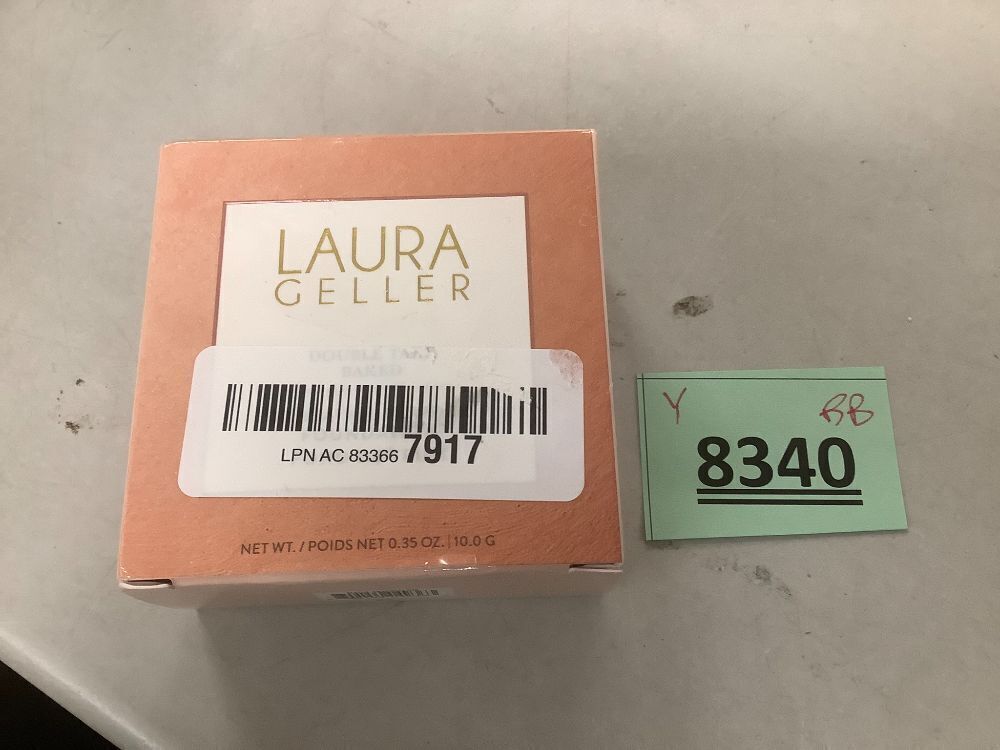 LAURA
GELLER
DOUBLE TAKE
BAKED
LPN AC 83366 7917
NET WT. / POIDS NET 0.35 OZ. | 10.0 G
Y
BB
8340